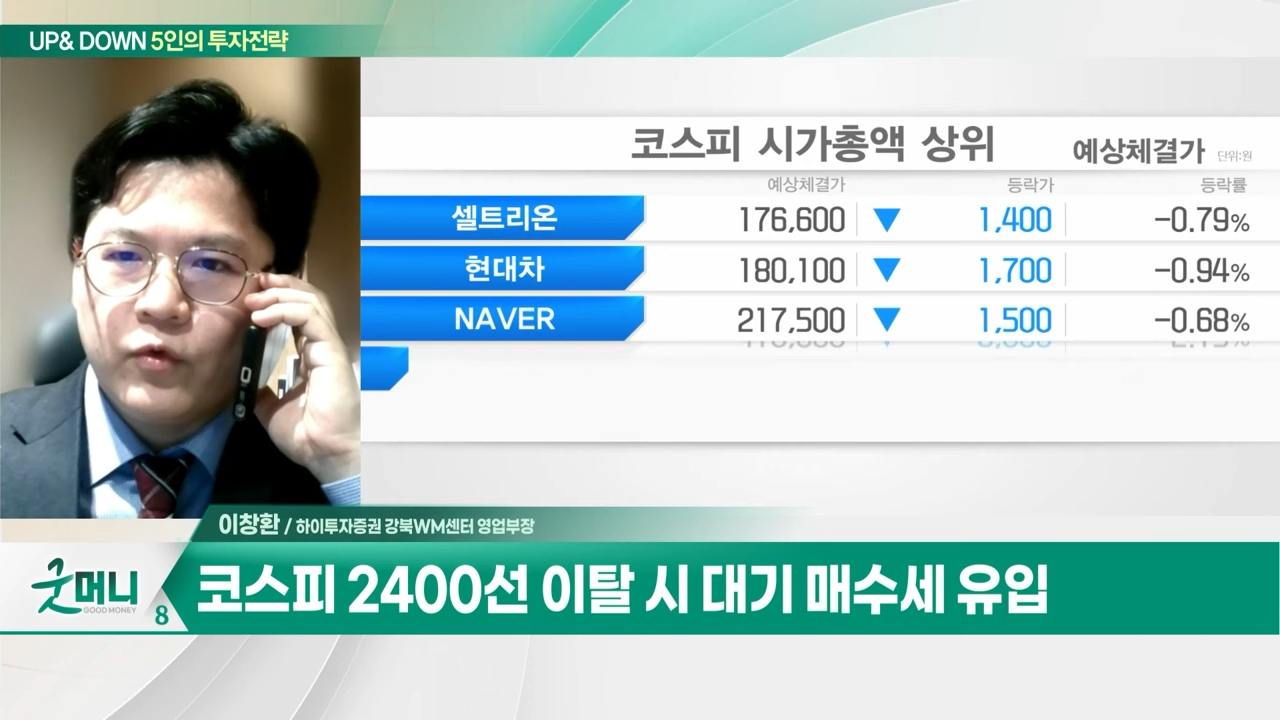 UP& DOWN 5인의 투자전략
코스피 시가총액 상위 예상체결가 단위:원
예상체결가 등락가 등락률
셀트리온 176,600 ▼ 1,400 -0.79%
현대차 180,100 ▼ 1,700 -0.94%
NAVER 217,500 ▼ 1,500 -0.68%
이창환 / 하이투자증권 강북WM센터 영업부장
굿머니
GOOD MONEY
8
코스피 2400선 이탈 시 대기 매수세 유입